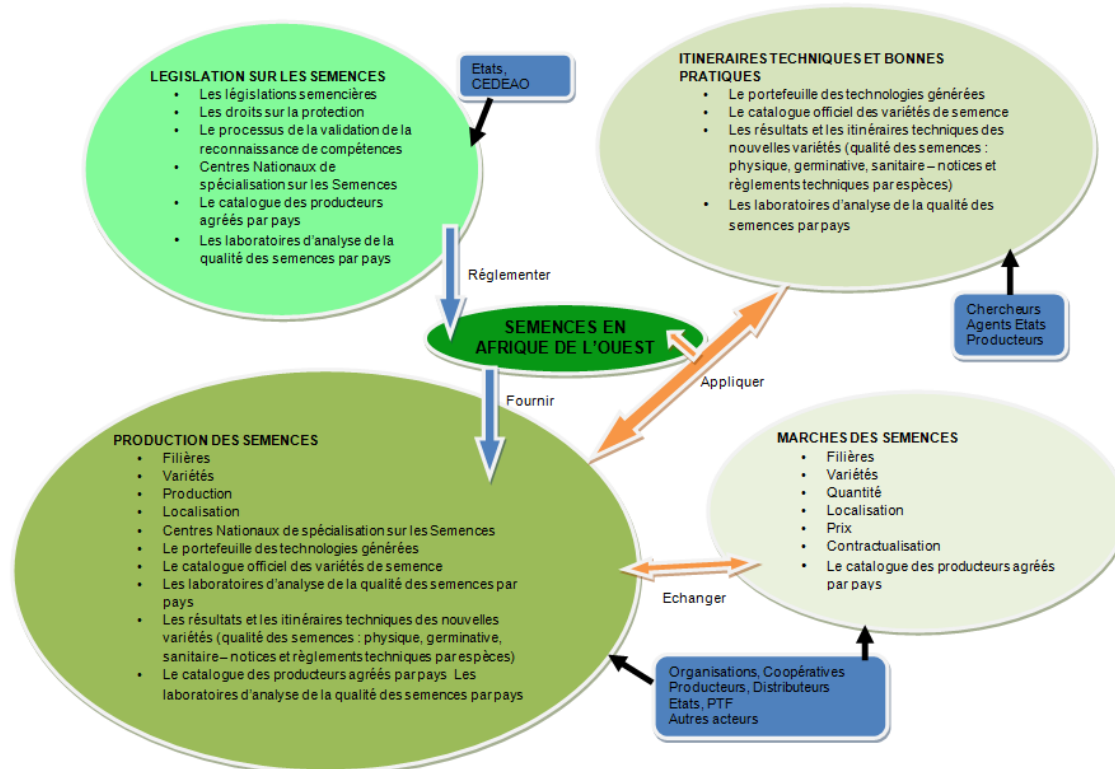 LEGISLATION SUR LES SEMENCES
• Les législations semencières
• Les droits sur la protection
• Le processus de la validation de la
reconnaissance de compétences
• Centres Nationaux de
spécialisation sur les Semences
• Le catalogue des producteurs
agréés par pays
• Les laboratoires d'analyse de la
qualité des semences par pays
Etats,
CEDEAO
ITINERAIRES TECHNIQUES ET BONNES
PRATIQUES
• Le portefeuille des technologies générées
• Le catalogue officiel des variétés de semence
• Les résultats et les itinéraires techniques des
nouvelles variétés (qualité des semences :
physique, germinative, sanitaire – notices et
règlements techniques par espèces)
• Les laboratoires d'analyse de la qualité des
semences par pays
Réglementer
Chercheurs
Agents Etats
Producteurs
SEMENCES EN
AFRIQUE DE L'OUEST
Appliquer
Fournir
PRODUCTION DES SEMENCES
• Filières
• Variétés
• Production
• Localisation
• Centres Nationaux de spécialisation sur les Semences
• Le portefeuille des technologies générées
• Le catalogue officiel des variétés de semence
• Les laboratoires d'analyse de la qualité des semences par
pays
• Les résultats et les itinéraires techniques des nouvelles
variétés (qualité des semences : physique, germinative,
sanitaire – notices et règlements techniques par espèces)
• Le catalogue des producteurs agréés par pays Les
laboratoires d'analyse de la qualité des semences par pays
MARCHES DES SEMENCES
• Filières
• Variétés
• Quantité
• Localisation
• Prix
• Contractualisation
• Le catalogue des producteurs agréés
par pays
Echanger
Organisations, Coopératives
Producteurs, Distributeurs
Etats, PTF
Autres acteurs